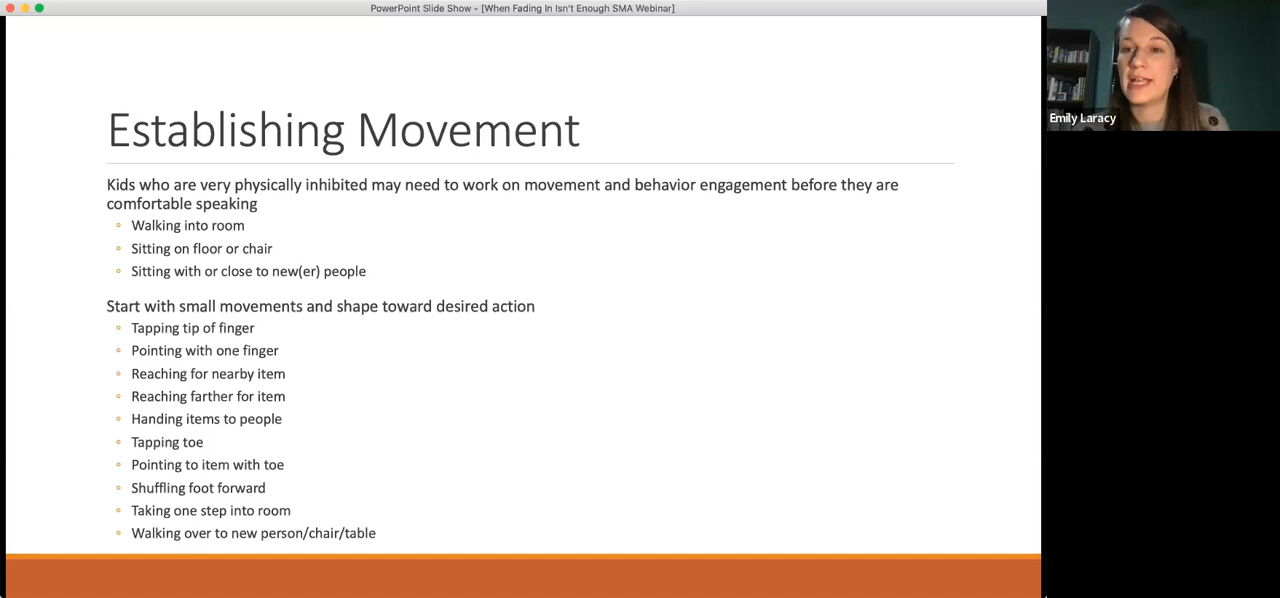 PowerPoint Slide Show - [When Fading In Isn't Enough SMA Webinar]
Emily Laracy
Establishing Movement
Kids who are very physically inhibited may need to work on movement and behavior engagement before they are
comfortable speaking
Walking into room
Sitting on floor or chair
Sitting with or close to new(er) people
Start with small movements and shape toward desired action
Tapping tip of finger
Pointing with one finger
Reaching for nearby item
Reaching farther for item
Handing items to people
Tapping toe
Pointing to item with toe
Shuffling foot forward
Taking one step into room
Walking over to new person/chair/table